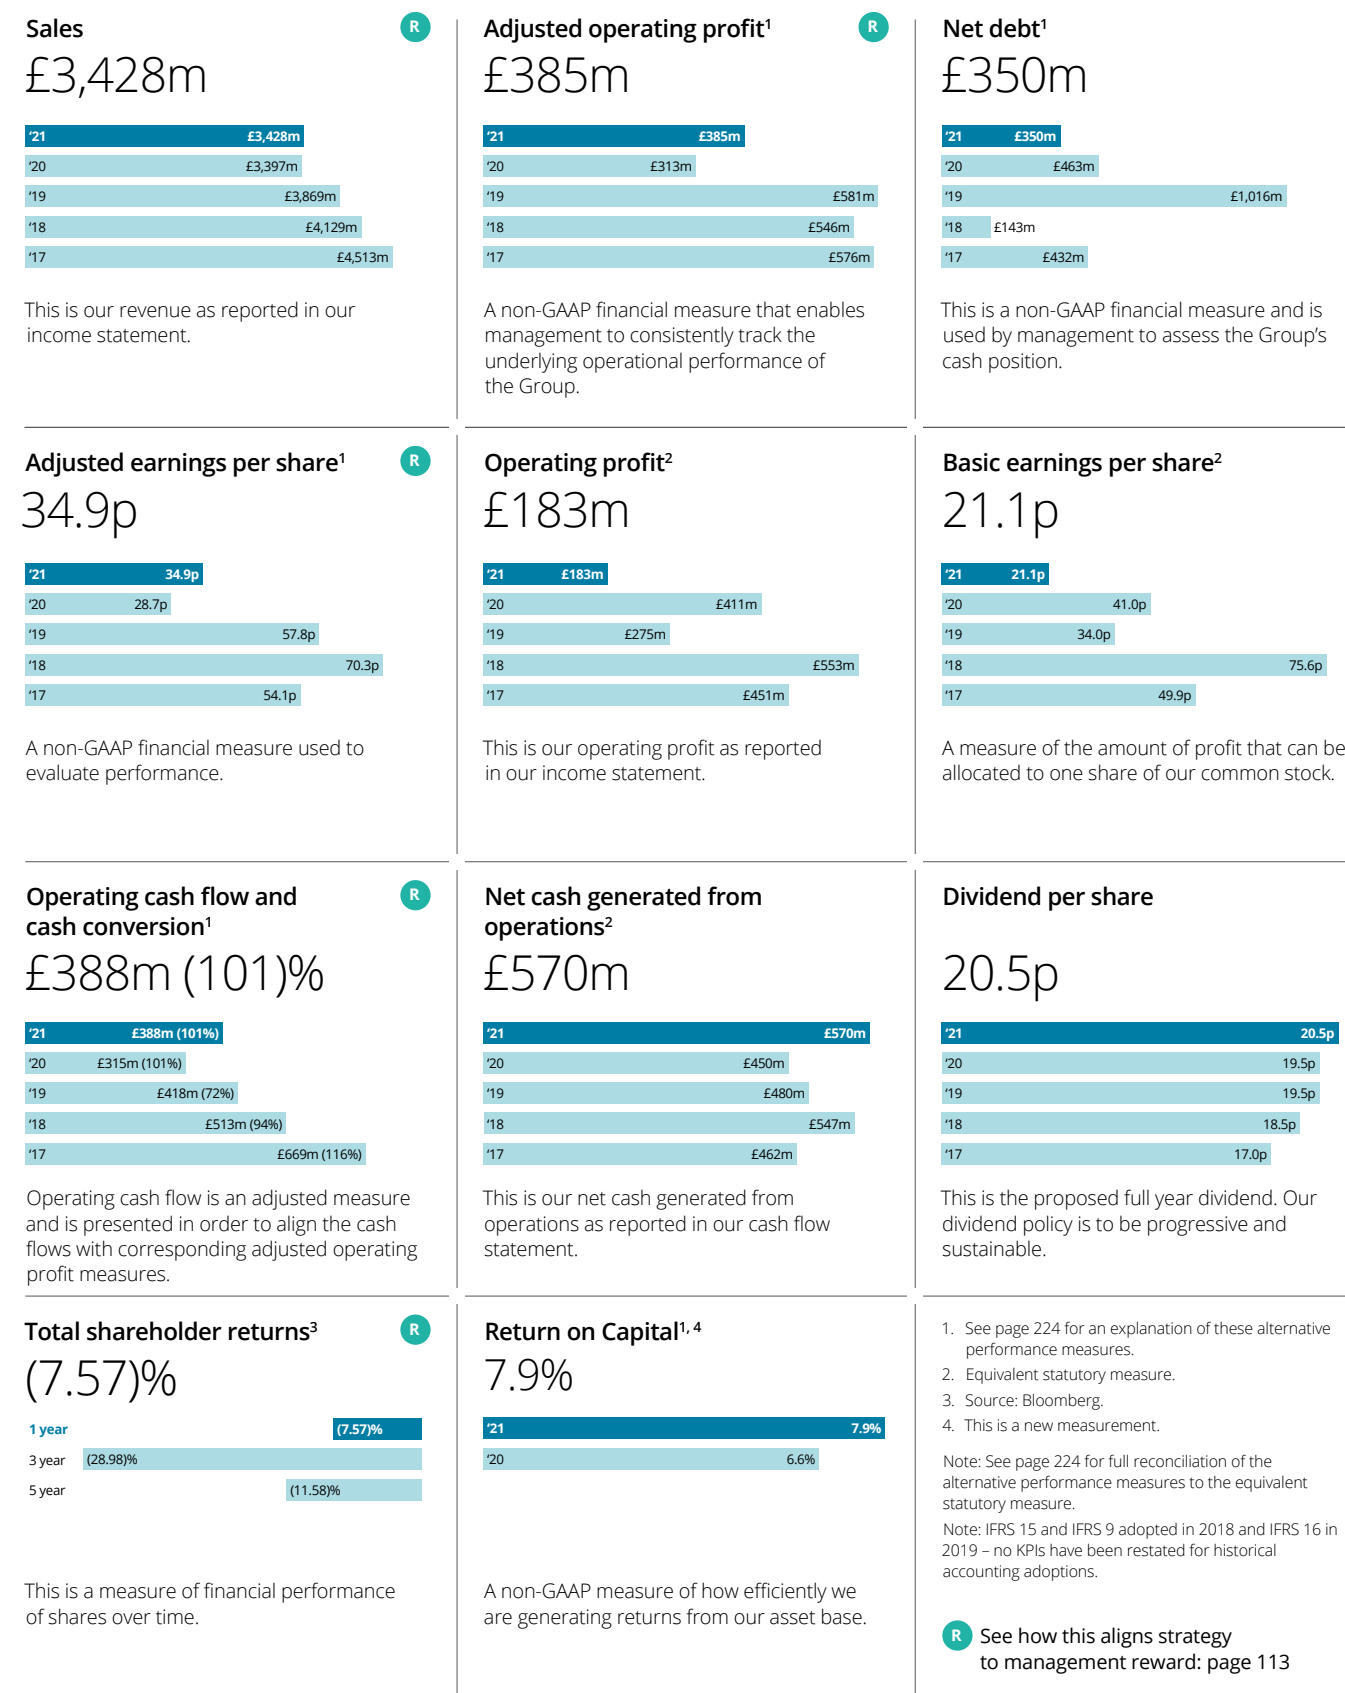 Sales
R
£3,428m
‘21 £3,428m
‘20 £3,397m
‘19 £3,869m
‘18 £4,129m
‘17 £4,513m
This is our revenue as reported in our
income statement.
Adjusted operating profit¹
R
£385m
‘21 £385m
‘20 £313m
‘19 £581m
‘18 £546m
‘17 £576m
A non-GAAP financial measure that enables
management to consistently track the
underlying operational performance of
the Group.
Net debt¹
£350m
‘21 £350m
‘20 £463m
‘19 £1,016m
‘18 £143m
‘17 £432m
This is a non-GAAP financial measure and is
used by management to assess the Group’s
cash position.
Adjusted earnings per share¹
R
34.9p
‘21 34.9p
‘20 28.7p
‘19 57.8p
‘18 70.3p
‘17 54.1p
A non-GAAP financial measure used to
evaluate performance.
Operating profit²
£183m
‘21 £183m
‘20 £411m
‘19 £275m
‘18 £553m
‘17 £451m
This is our operating profit as reported
in our income statement.
Basic earnings per share²
21.1p
‘21 21.1p
‘20 41.0p
‘19 34.0p
‘18 75.6p
‘17 49.9p
A measure of the amount of profit that can be
allocated to one share of our common stock.
Operating cash flow and
cash conversion¹
R
£388m (101)%
‘21 £388m (101%)
‘20 £315m (101%)
‘19 £418m (72%)
‘18 £513m (94%)
‘17 £669m (116%)
Operating cash flow is an adjusted measure
and is presented in order to align the cash
flows with corresponding adjusted operating
profit measures.
Net cash generated from
operations²
£570m
‘21 £570m
‘20 £450m
‘19 £480m
‘18 £547m
‘17 £462m
This is our net cash generated from
operations as reported in our cash flow
statement.
Dividend per share
20.5p
‘21 20.5p
‘20 19.5p
‘19 19.5p
‘18 18.5p
‘17 17.0p
This is the proposed full year dividend. Our
dividend policy is to be progressive and
sustainable.
Total shareholder returns³
R
(7.57)%
1 year (7.57)%
3 year (28.98)%
5 year (11.58)%
This is a measure of financial performance
of shares over time.
Return on Capital¹, ⁴
7.9%
‘21 7.9%
‘20 6.6%
A non-GAAP measure of how efficiently we
are generating returns from our asset base.
1. See page 224 for an explanation of these alternative
performance measures.
2. Equivalent statutory measure.
3. Source: Bloomberg.
4. This is a new measurement.
Note: See page 224 for full reconciliation of the
alternative performance measures to the equivalent
statutory measure.
Note: IFRS 15 and IFRS 9 adopted in 2018 and IFRS 16 in
2019 – no KPIs have been restated for historical
accounting adoptions.
R See how this aligns strategy
to management reward: page 113